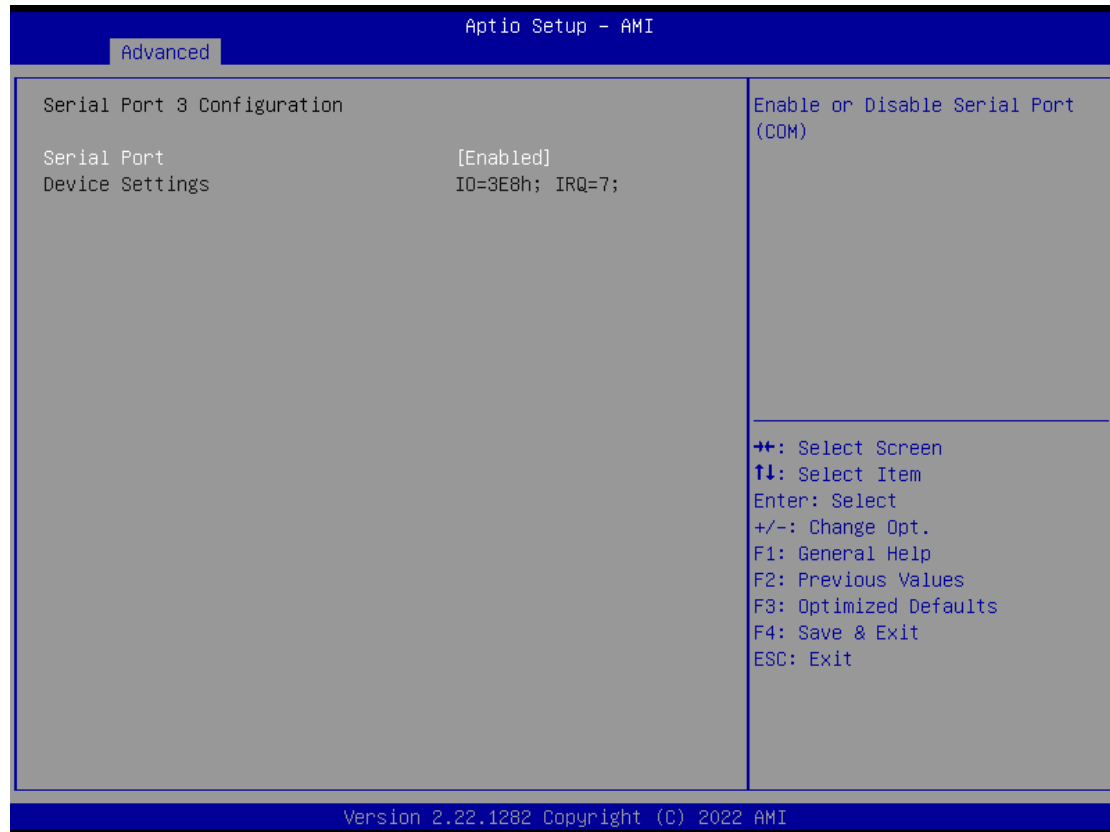 Aptio Setup – AMI
Advanced
Serial Port 3 Configuration
Serial Port [Enabled]
Device Settings IO=3E8h; IRQ=7;
Enable or Disable Serial Port
(COM)
→←: Select Screen
↑↓: Select Item
Enter: Select
+/-: Change Opt.
F1: General Help
F2: Previous Values
F3: Optimized Defaults
F4: Save & Exit
ESC: Exit
Version 2.22.1282 Copyright (C) 2022 AMI